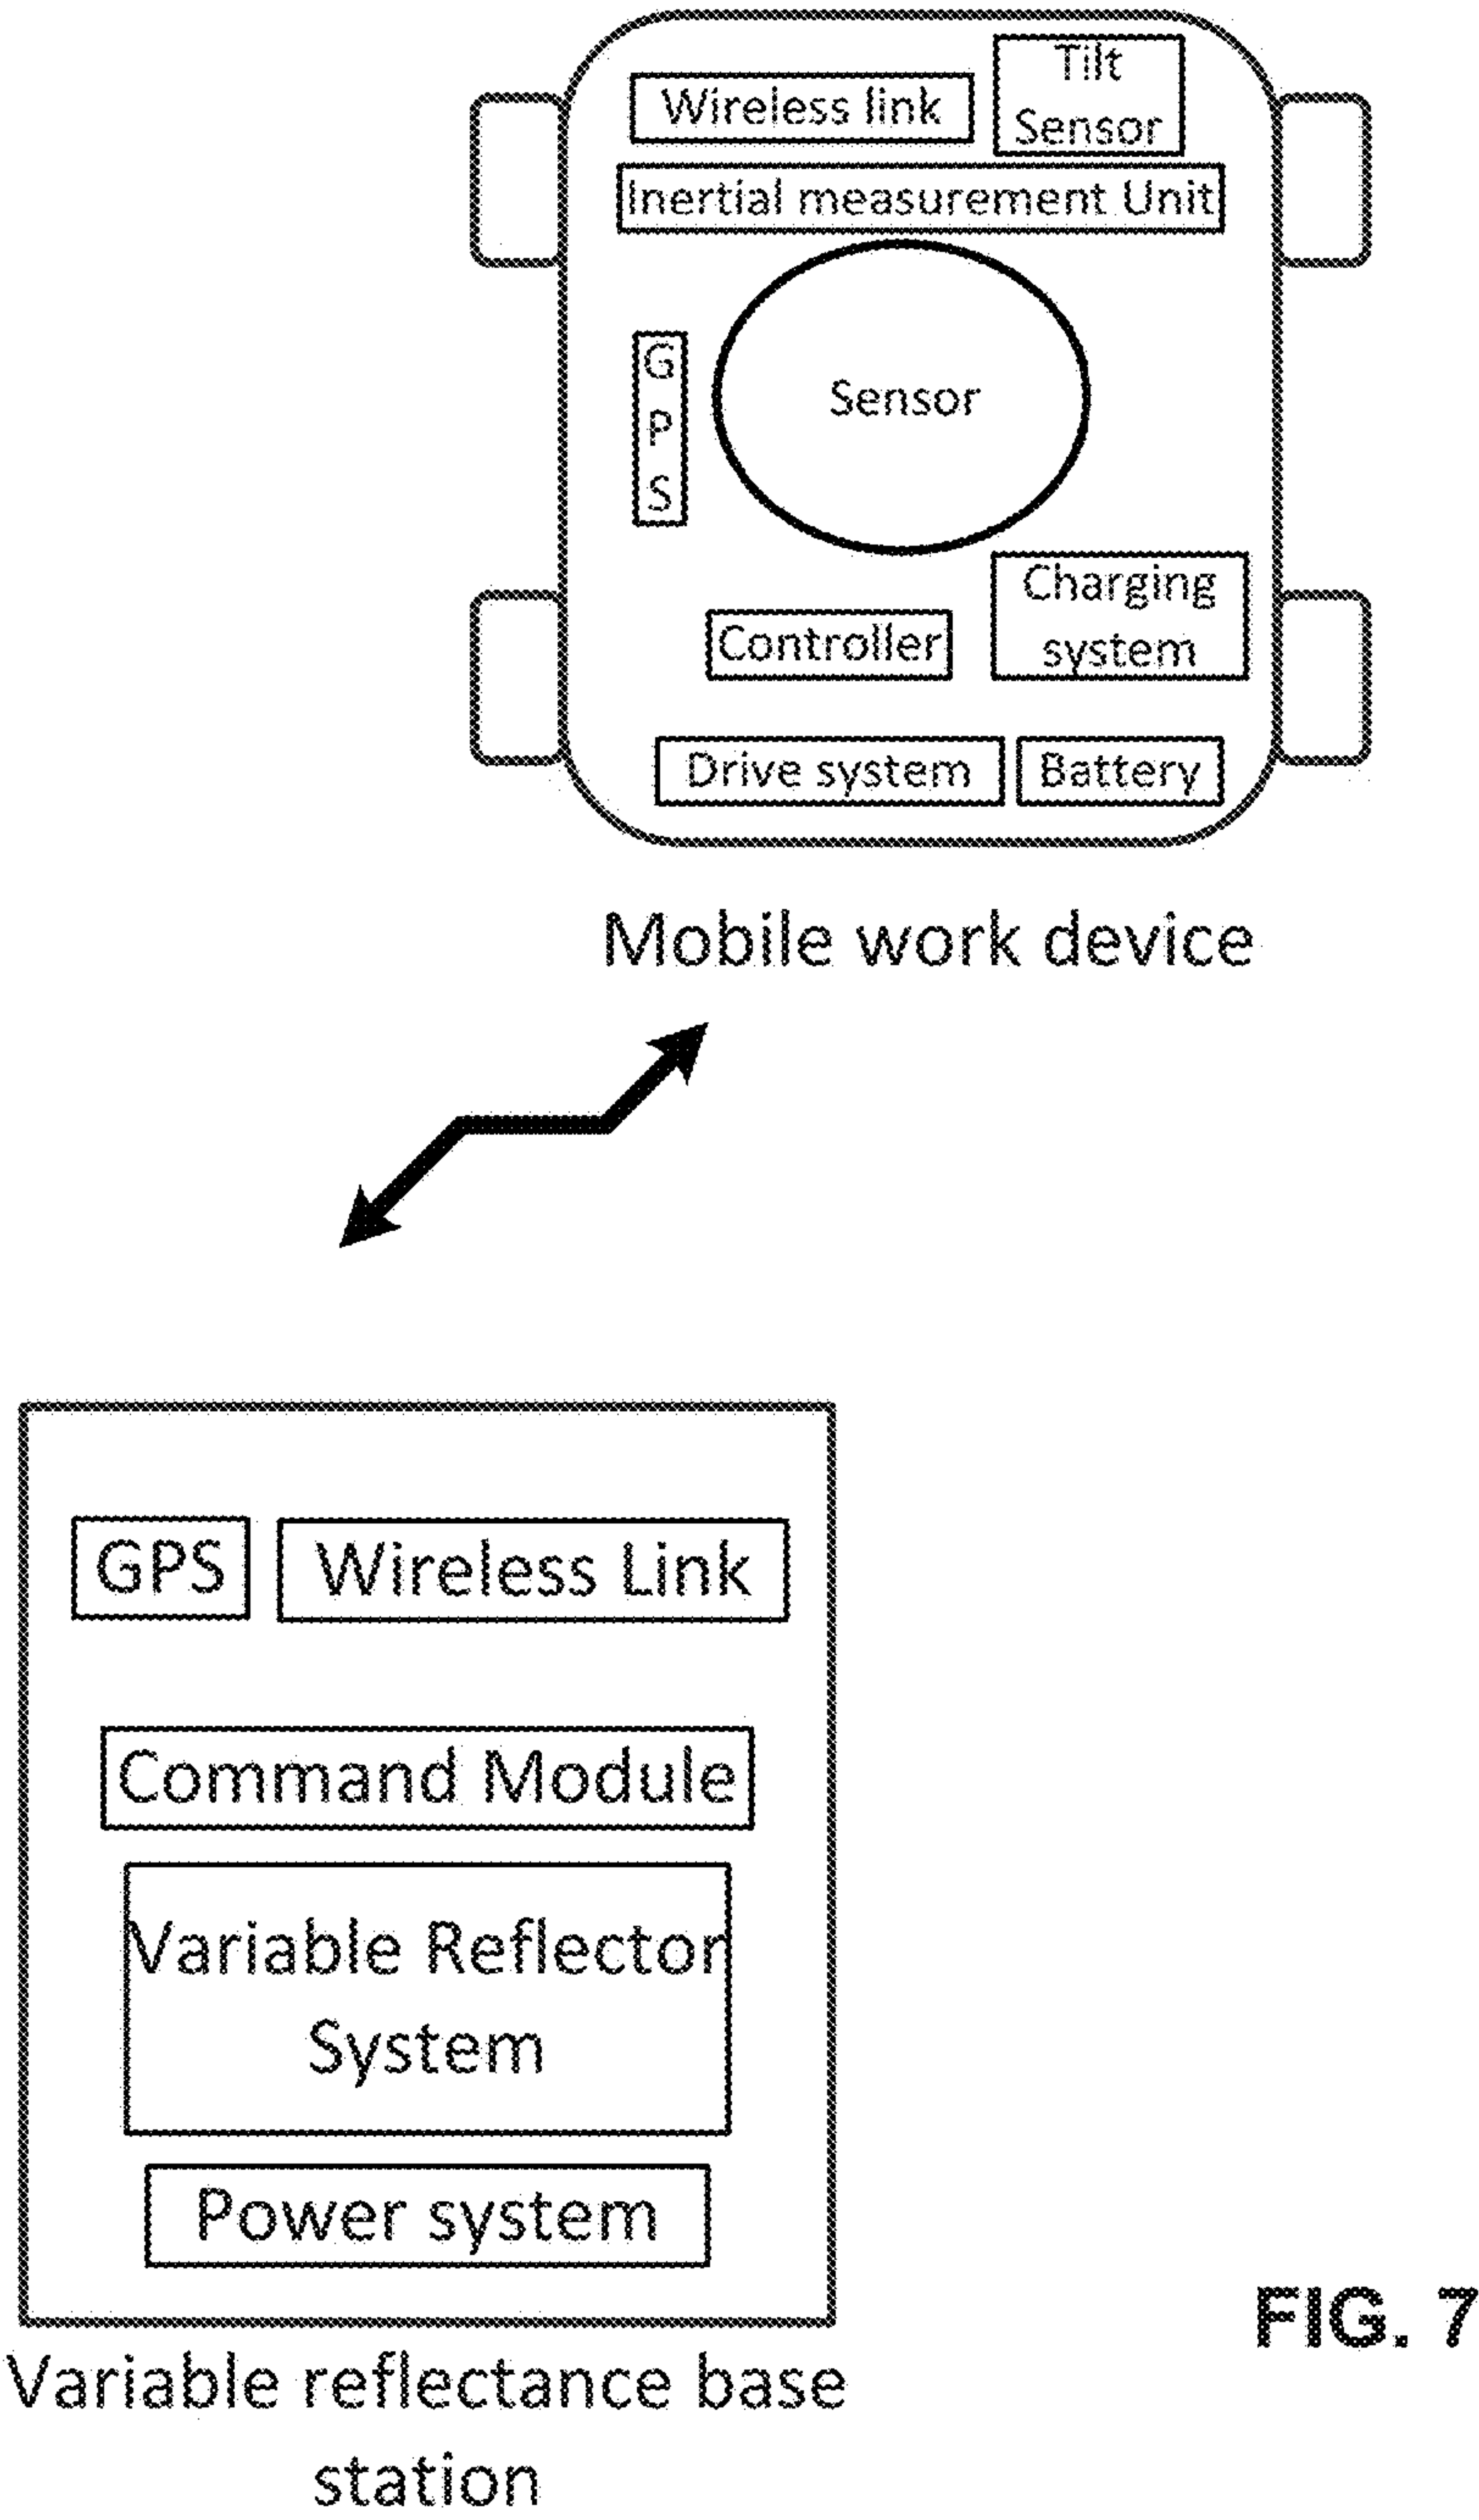 Wireless link
Tilt
Sensor
Inertial measurement Unit
G
P
S
Sensor
Charging
system
Controller
Drive system
Battery
Mobile work device
GPS
Wireless Link
Command Module
Variable Reflector
System
Power system
Variable reflectance base
station
FIG. 7